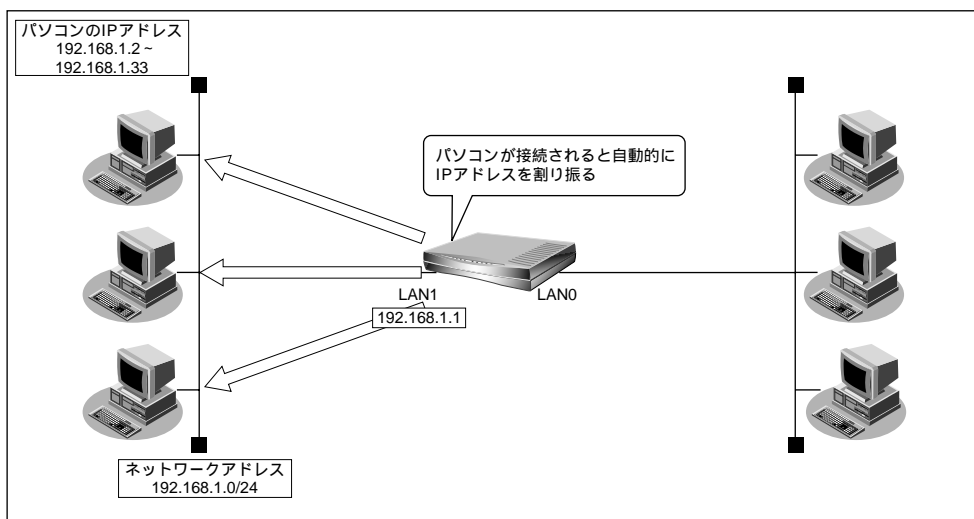 パソコンのIPアドレス
192.168.1.2 ~
192.168.1.33
パソコンが接続されると自動的に
IPアドレスを割り振る
LAN1
LAN0
192.168.1.1
ネットワークアドレス
192.168.1.0/24